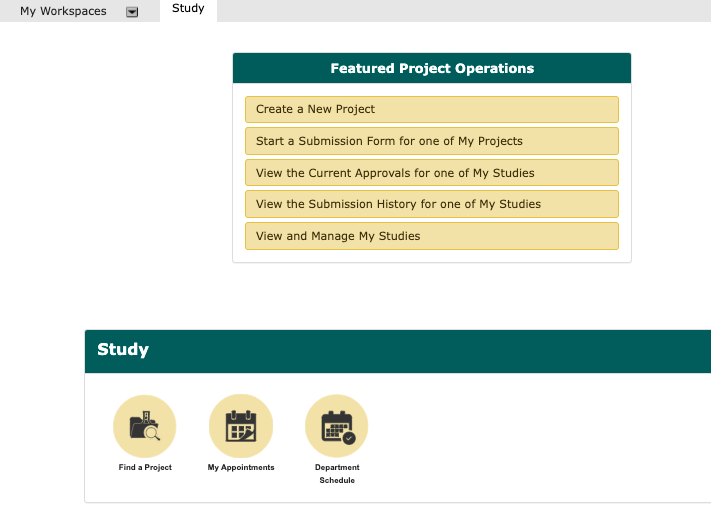 My Workspaces
Study
Featured Project Operations
Create a New Project
Start a Submission Form for one of My Projects
View the Current Approvals for one of My Studies
View the Submission History for one of My Studies
View and Manage My Studies
Study
Find a Project
My Appointments
Department
Schedule